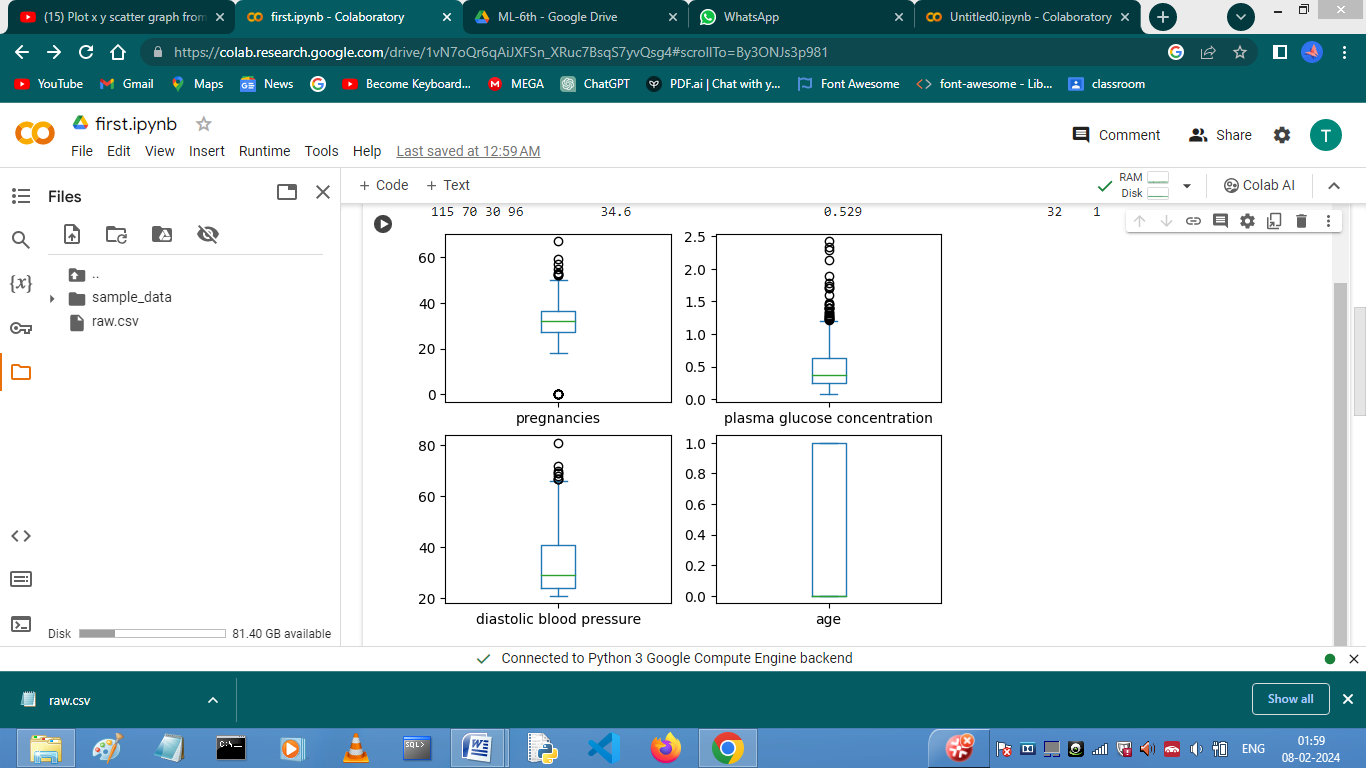 (15) Plot x y scatter graph from
first.ipynb - Colaboratory
ML-6th - Google Drive
WhatsApp
Untitled0.ipynb - Colaboratory
https://colab.research.google.com/drive/1vN7oQr6qAiJXFSn_XRuc7BsqS7yvQsg4#scrollTo=By3ONJs3p981
YouTube
Gmail
Maps
News
Become Keyboard...
MEGA
ChatGPT
PDF.ai | Chat with y...
Font Awesome
font-awesome - Lib...
classroom
first.ipynb
File Edit View Insert Runtime Tools Help Last saved at 12:59 AM
Comment
Share
T
Files
+ Code + Text
RAM
Disk
Colab AI
115 70 30 96 34.6 0.529 32 1
..
sample_data
raw.csv
{x}
60
40
20
0
pregnancies
2.5
2.0
1.5
1.0
0.5
0.0
plasma glucose concentration
80
60
40
20
diastolic blood pressure
1.0
0.8
0.6
0.4
0.2
0.0
age
Disk 81.40 GB available
Connected to Python 3 Google Compute Engine backend
raw.csv
Show all
C:\_
SQL>
ENG
01:59
08-02-2024